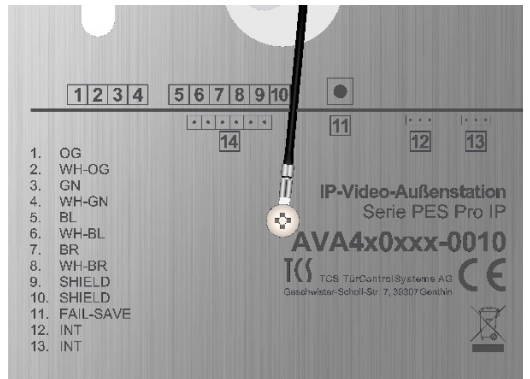 1 2 3 4 5 6 7 8 9 10
11
14
12
13
1. OG
2. WH-OG
3. GN
4. WH-GN
5. BL
6. WH-BL
7. BR
8. WH-BR
9. SHIELD
10. SHIELD
11. FAIL-SAVE
12. INT
13. INT
IP-Video-Außenstation
Serie PES Pro IP
AVA4x0xxx-0010
TCS TürControlSystems AG CE
Geschwister-Scholl-Str. 7, 39307 Genthin